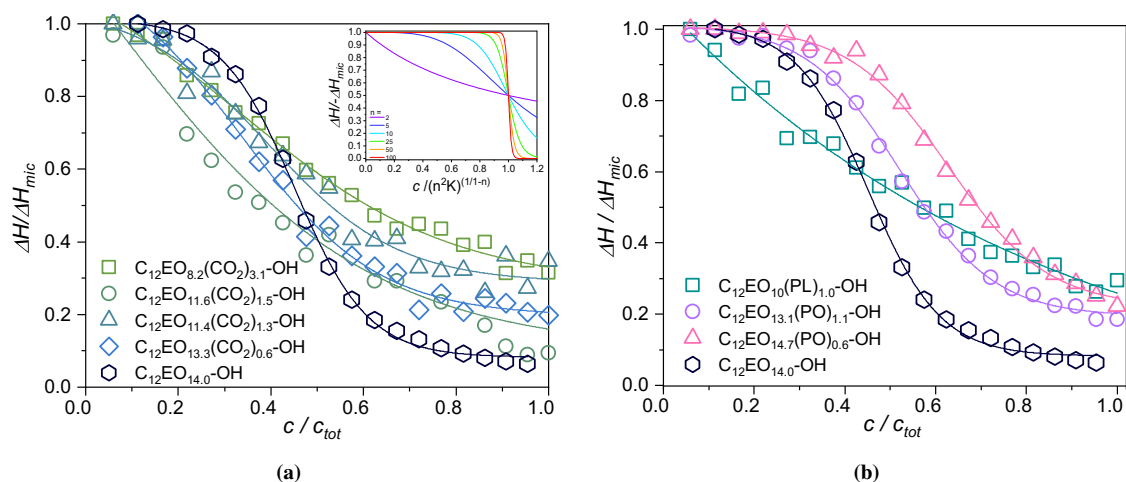 ΔH/ΔH_mic
1.0
0.8
0.6
0.4
0.2
0.0
0.0 0.2 0.4 0.6 0.8 1.0
c / c_tot
C₁₂EO₈.₂(CO₂)₃.₁-OH
C₁₂EO₁₁.₆(CO₂)₁.₅-OH
C₁₂EO₁₁.₄(CO₂)₁.₃-OH
C₁₂EO₁₃.₃(CO₂)₀.₆-OH
C₁₂EO₁₄.₀-OH
ΔH/-ΔH_mic
1.0
0.9
0.8
0.7
0.6
0.5
0.4
0.3
0.2
0.1
0.0
n =
2
5
10
25
50
100
0.0 0.2 0.4 0.6 0.8 1.0 1.2
c /(n²K)^(1/1-n)
(a)
ΔH / ΔH_mic
1.0
0.8
0.6
0.4
0.2
0.0
0.0 0.2 0.4 0.6 0.8 1.0
c / c_tot
C₁₂EO₁₀(PL)₁.₀-OH
C₁₂EO₁₃.₁(PO)₁.₁-OH
C₁₂EO₁₄.₇(PO)₀.₆-OH
C₁₂EO₁₄.₀-OH
(b)